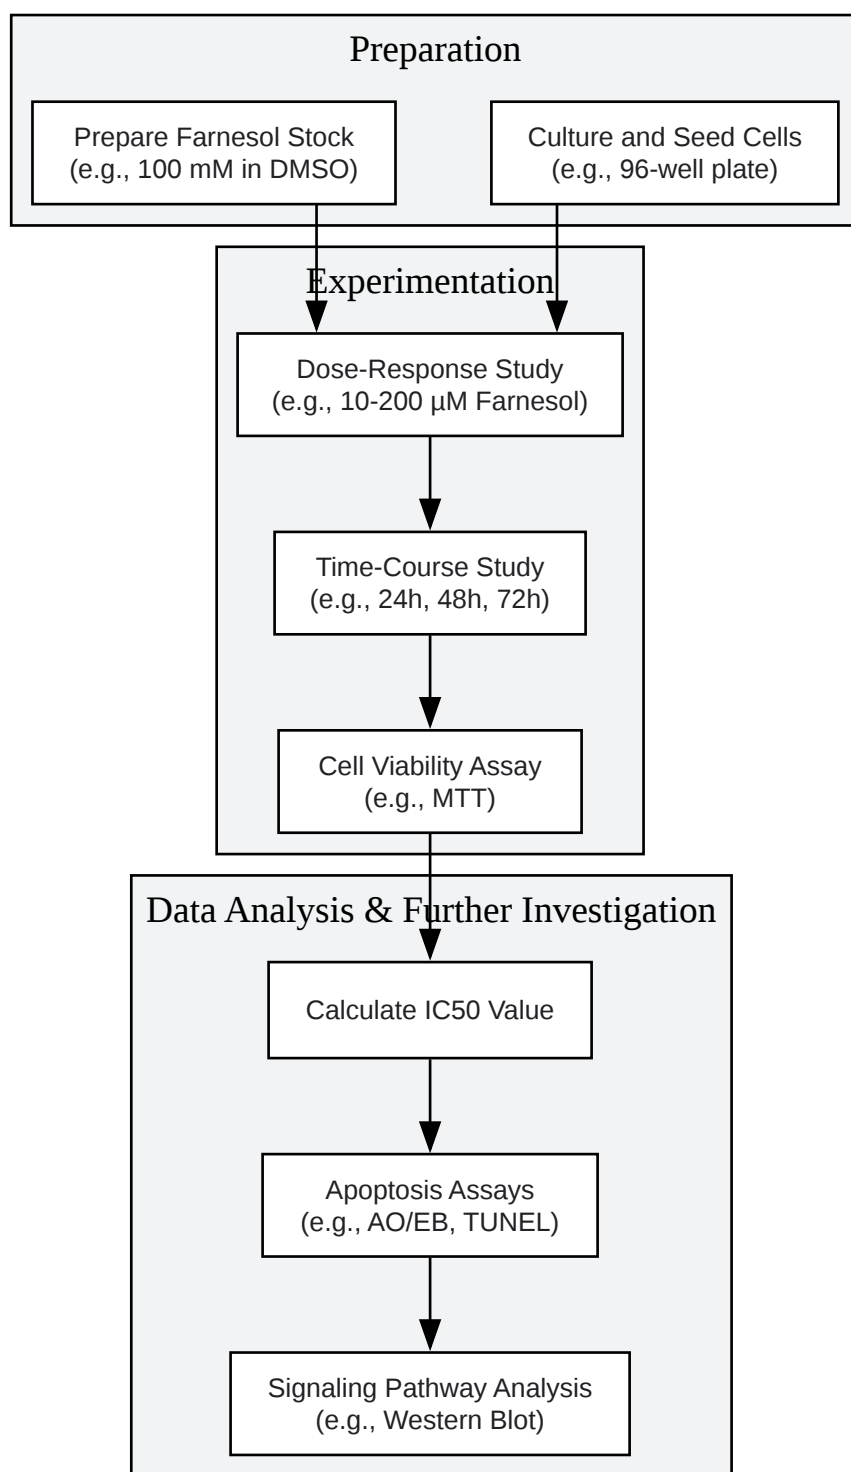 Preparation
Prepare Farnesol Stock
(e.g., 100 mM in DMSO)
Culture and Seed Cells
(e.g., 96-well plate)
Experimentation
Dose-Response Study
(e.g., 10-200 µM Farnesol)
Time-Course Study
(e.g., 24h, 48h, 72h)
Cell Viability Assay
(e.g., MTT)
Data Analysis & Further Investigation
Calculate IC50 Value
Apoptosis Assays
(e.g., AO/EB, TUNEL)
Signaling Pathway Analysis
(e.g., Western Blot)